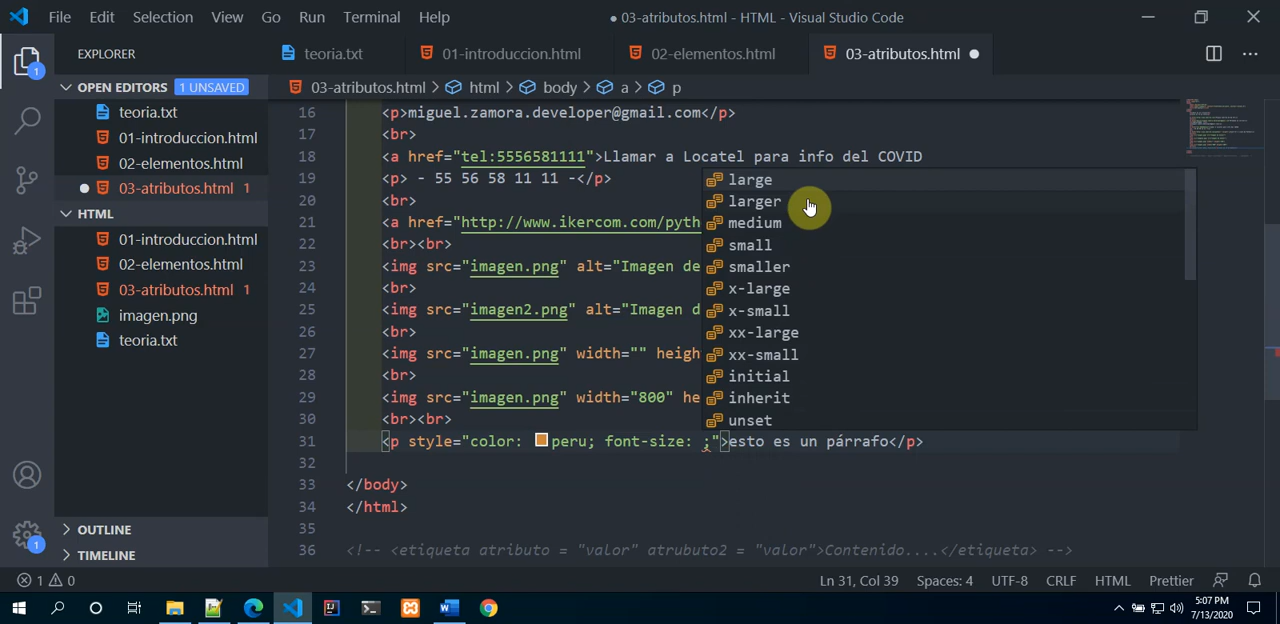 File Edit Selection View Go Run Terminal Help
● 03-atributos.html - HTML - Visual Studio Code
EXPLORER
teoria.txt
01-introduccion.html
02-elementos.html
03-atributos.html
OPEN EDITORS 1 UNSAVED
teoria.txt
01-introduccion.html
02-elementos.html
03-atributos.html 1
HTML
01-introduccion.html
02-elementos.html
03-atributos.html 1
imagen.png
teoria.txt
OUTLINE
TIMELINE
1
1
03-atributos.html > html > body > a > p
16 <p>miguel.zamora.developer@gmail.com</p>
17 <br>
18 <a href="tel:5556581111">Llamar a Locatel para info del COVID
19 <p> - 55 56 58 11 11 -</p>
20 <br>
21 <a href="http://www.ikercom.com/pyth
22 <br><br>
23 <img src="imagen.png" alt="Imagen de
24 <br>
25 <img src="imagen2.png" alt="Imagen d
26 <br>
27 <img src="imagen.png" width="" heigh
28 <br>
29 <img src="imagen.png" width="800" he
30 <br><br>
31 <p style="color: peru; font-size: ;">esto es un párrafo</p>
32
33 </body>
34 </html>
35
36 <!-- <etiqueta atributo = "valor" atrubuto2 = "valor">Contenido....</etiqueta> -->
large
larger
medium
small
smaller
x-large
x-small
xx-large
xx-small
initial
inherit
unset
1 0
Ln 31, Col 39 Spaces: 4 UTF-8 CRLF HTML Prettier
5:07 PM
7/13/2020